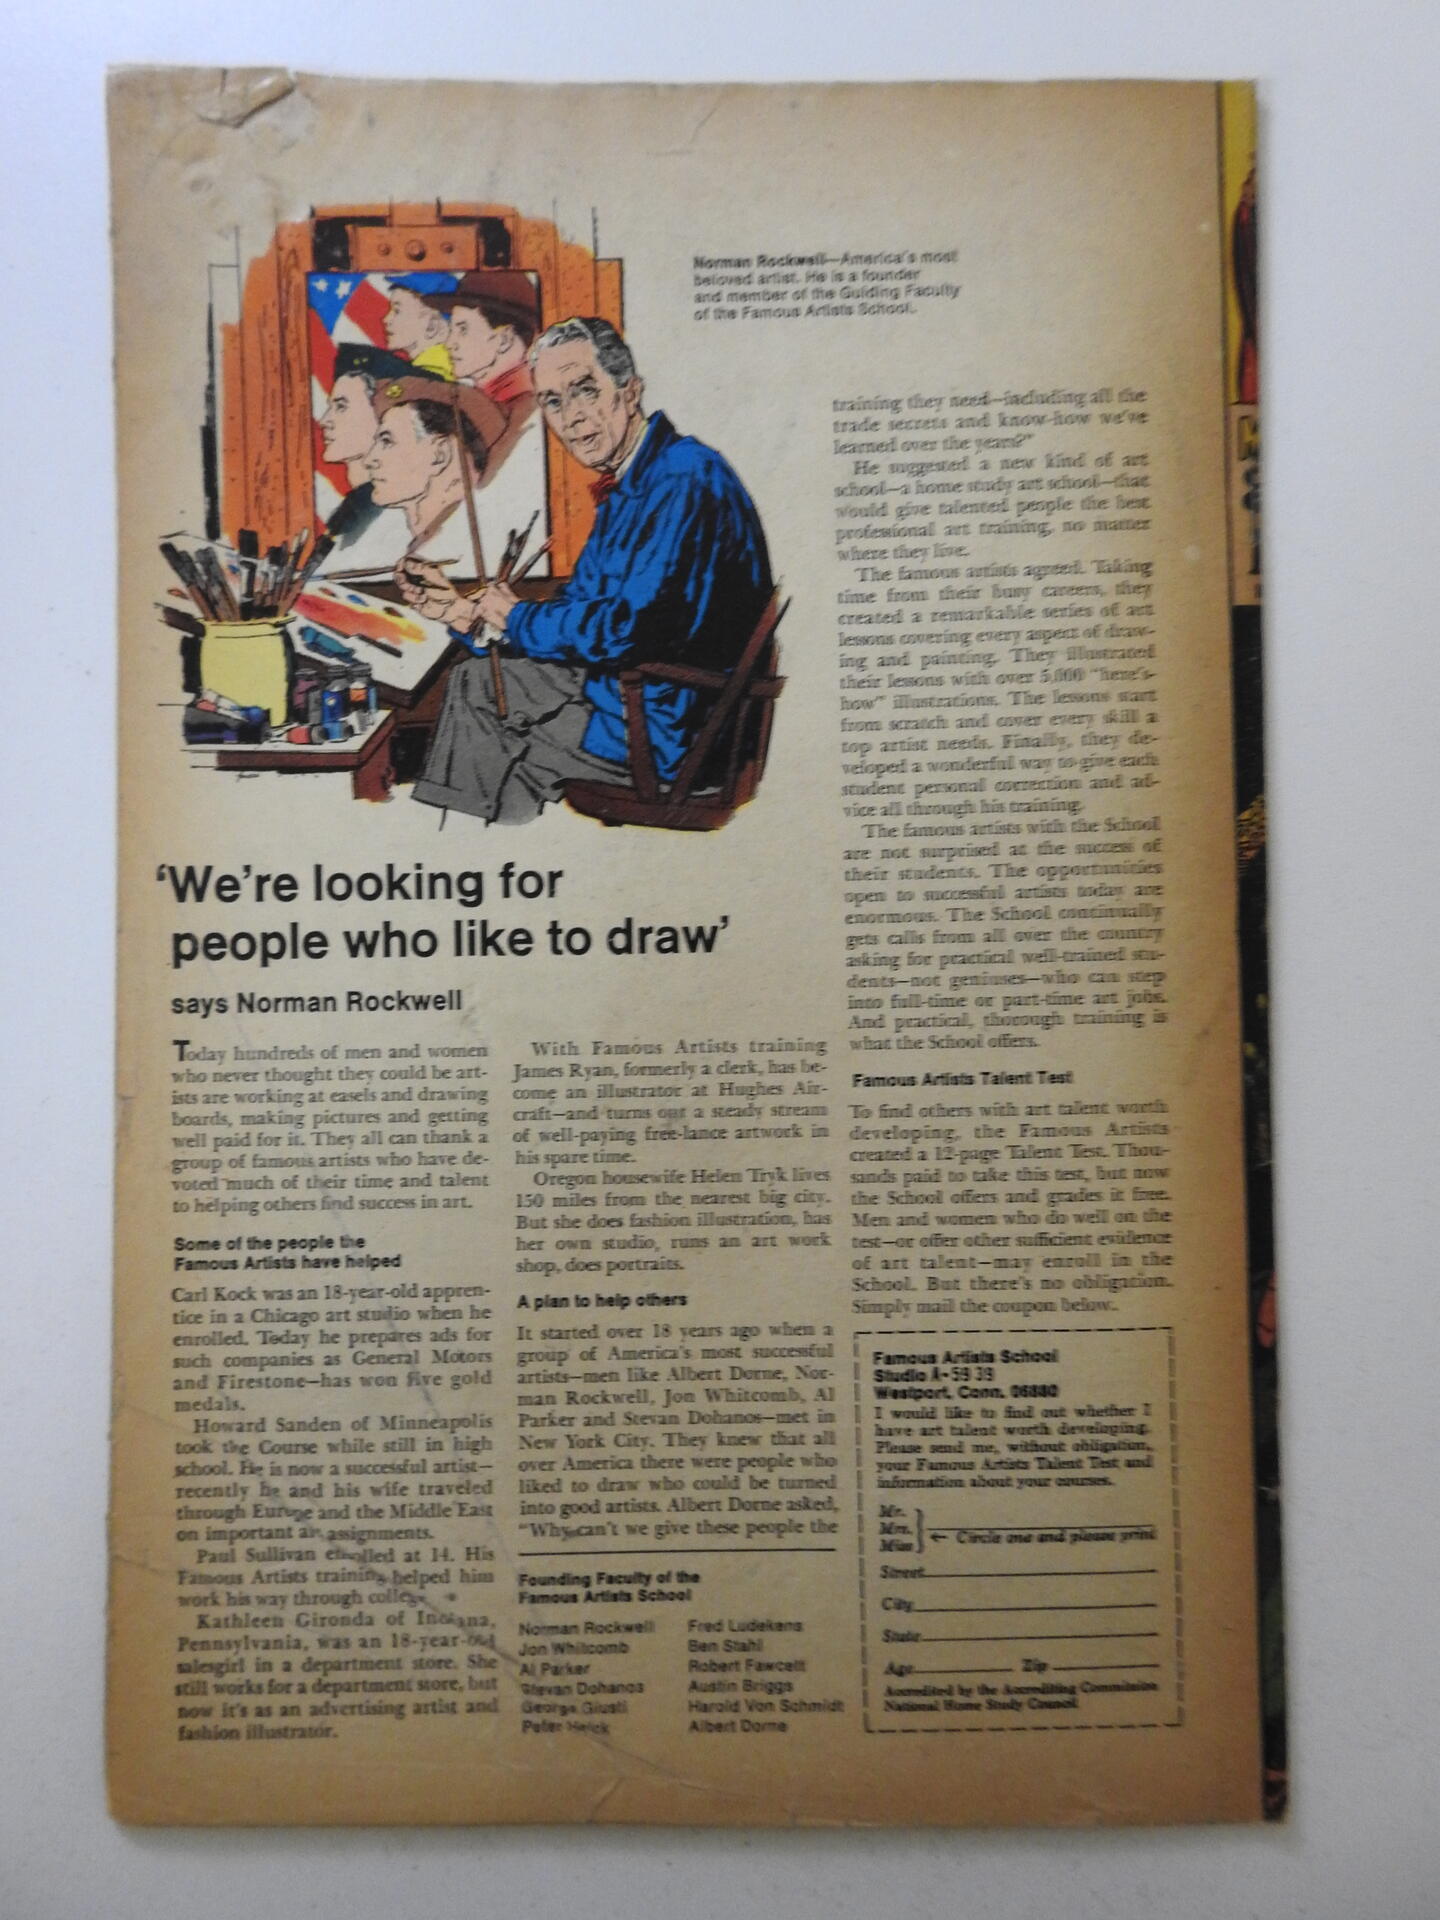 Norman Rockwell—America's most
beloved artist. He is a founder
and member of the Guiding Faculty
of the Famous Artists School.
'We're looking for
people who like to draw'
says Norman Rockwell
Today hundreds of men and women
who never thought they could be art-
ists are working at easels and drawing
boards, making pictures and getting
well paid for it. They all can thank a
group of famous artists who have de-
voted much of their time and talent
to helping others find success in art.
Some of the people the
Famous Artists have helped
Carl Kock was an 18-year-old appren-
tice in a Chicago art studio when he
enrolled. Today he prepares ads for
such companies as General Motors
and Firestone—has won five gold
medals.
Howard Sanden of Minneapolis
took the Course while still in high
school. He is now a successful artist—
recently he and his wife traveled
through Europe and the Middle East
on important air assignments.
Paul Sullivan enrolled at 14. His
Famous Artists training helped him
work his way through college.
Kathleen Gironda of Indiana,
Pennsylvania, was an 18-year-old
salesgirl in a department store. She
still works for a department store, but
now it's as an advertising artist and
fashion illustrator.
With Famous Artists training
James Ryan, formerly a clerk, has be-
come an illustrator at Hughes Air-
craft—and turns out a steady stream
of well-paying free-lance artwork in
his spare time.
Oregon housewife Helen Tryk lives
150 miles from the nearest big city.
But she does fashion illustration, has
her own studio, runs an art work
shop, does portraits.
A plan to help others
It started over 18 years ago when a
group of America's most successful
artists—men like Albert Dorne, Nor-
man Rockwell, Jon Whitcomb, Al
Parker and Stevan Dohanos—met in
New York City. They knew that all
over America there were people who
liked to draw who could be turned
into good artists. Albert Dorne asked,
"Why can't we give these people the
training they need—including all the
trade secrets and know-how we've
learned over the years?"
He suggested a new kind of art
school—a home study art school—that
would give talented people the best
professional art training, no matter
where they live.
The famous artists agreed. Taking
time from their busy careers, they
created a remarkable series of art
lessons covering every aspect of draw-
ing and painting. They illustrated
their lessons with over 5,000 "here's-
how" illustrations. The lessons start
from scratch and cover every skill a
top artist needs. Finally, they de-
veloped a wonderful way to give each
student personal correction and ad-
vice all through his training.
The famous artists with the School
are not surprised at the success of
their students. The opportunities
open to successful artists today are
enormous. The School continually
gets calls from all over the country
asking for practical well-trained stu-
dents—not geniuses—who can step
into full-time or part-time art jobs.
And practical, thorough training is
what the School offers.
Famous Artists Talent Test
To find others with art talent worth
developing, the Famous Artists
created a 12-page Talent Test. Thou-
sands paid to take this test, but now
the School offers and grades it free.
Men and women who do well on the
test—or offer other sufficient evidence
of art talent—may enroll in the
School. But there's no obligation.
Simply mail the coupon below.
Founding Faculty of the
Famous Artists School
Norman Rockwell
Jon Whitcomb
Al Parker
Stevan Dohanos
George Giusti
Peter Helck
Fred Ludekens
Ben Stahl
Robert Fawcett
Austin Briggs
Harold Von Schmidt
Albert Dorne
Famous Artists School
Studio A-5939
Westport, Conn. 06880
I would like to find out whether I
have art talent worth developing.
Please send me, without obligation,
your Famous Artists Talent Test and
information about your courses.
Mr.
Mrs. ← Circle one and please print
Miss
Street
City
State
Age Zip
Accredited by the Accrediting Commission
National Home Study Council